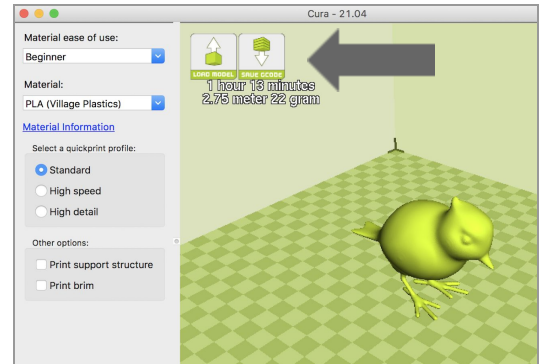 Cura - 21.04
Material ease of use:
Beginner
Material:
PLA (Village Plastics)
Material Information
Select a quickprint profile:
Standard
High speed
High detail
Other options:
Print support structure
Print brim
LOAD MODEL
SAVE GCODE
1 hour 13 minutes
2.75 meter 22 gram